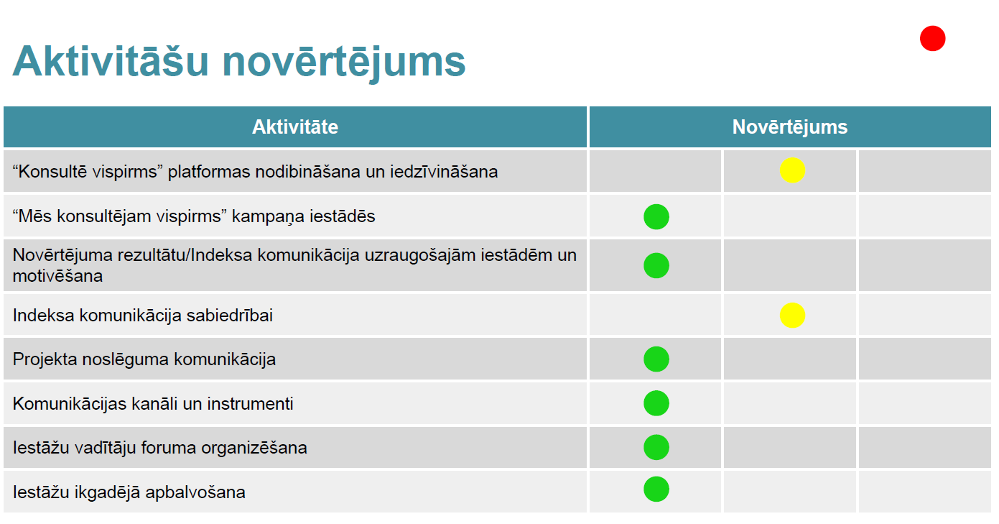 Aktivitāšu novērtējums
Aktivitāte
Novērtējums
“Konsultē vispirms” platformas nodibināšana un iedzīvināšana
“Mēs konsultējam vispirms” kampaņa iestādēs
Novērtējuma rezultātu/Indeksa komunikācija uzraugošajām iestādēm un
motivēšana
Indeksa komunikācija sabiedrībai
Projekta noslēguma komunikācija
Komunikācijas kanāli un instrumenti
Iestāžu vadītāju foruma organizēšana
Iestāžu ikgadējā apbalvošana